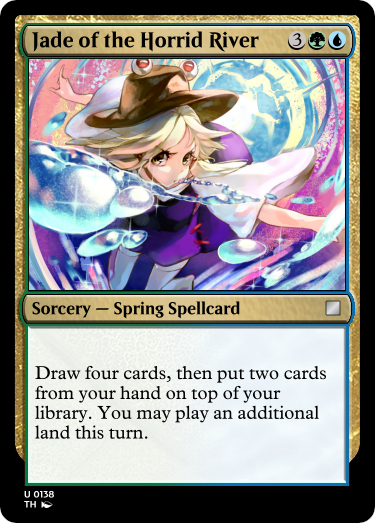 Jade of the Horrid River 3
Sorcery — Spring Spellcard
Draw four cards, then put two cards
from your hand on top of your
library. You may play an additional
land this turn.
U 0138
TH